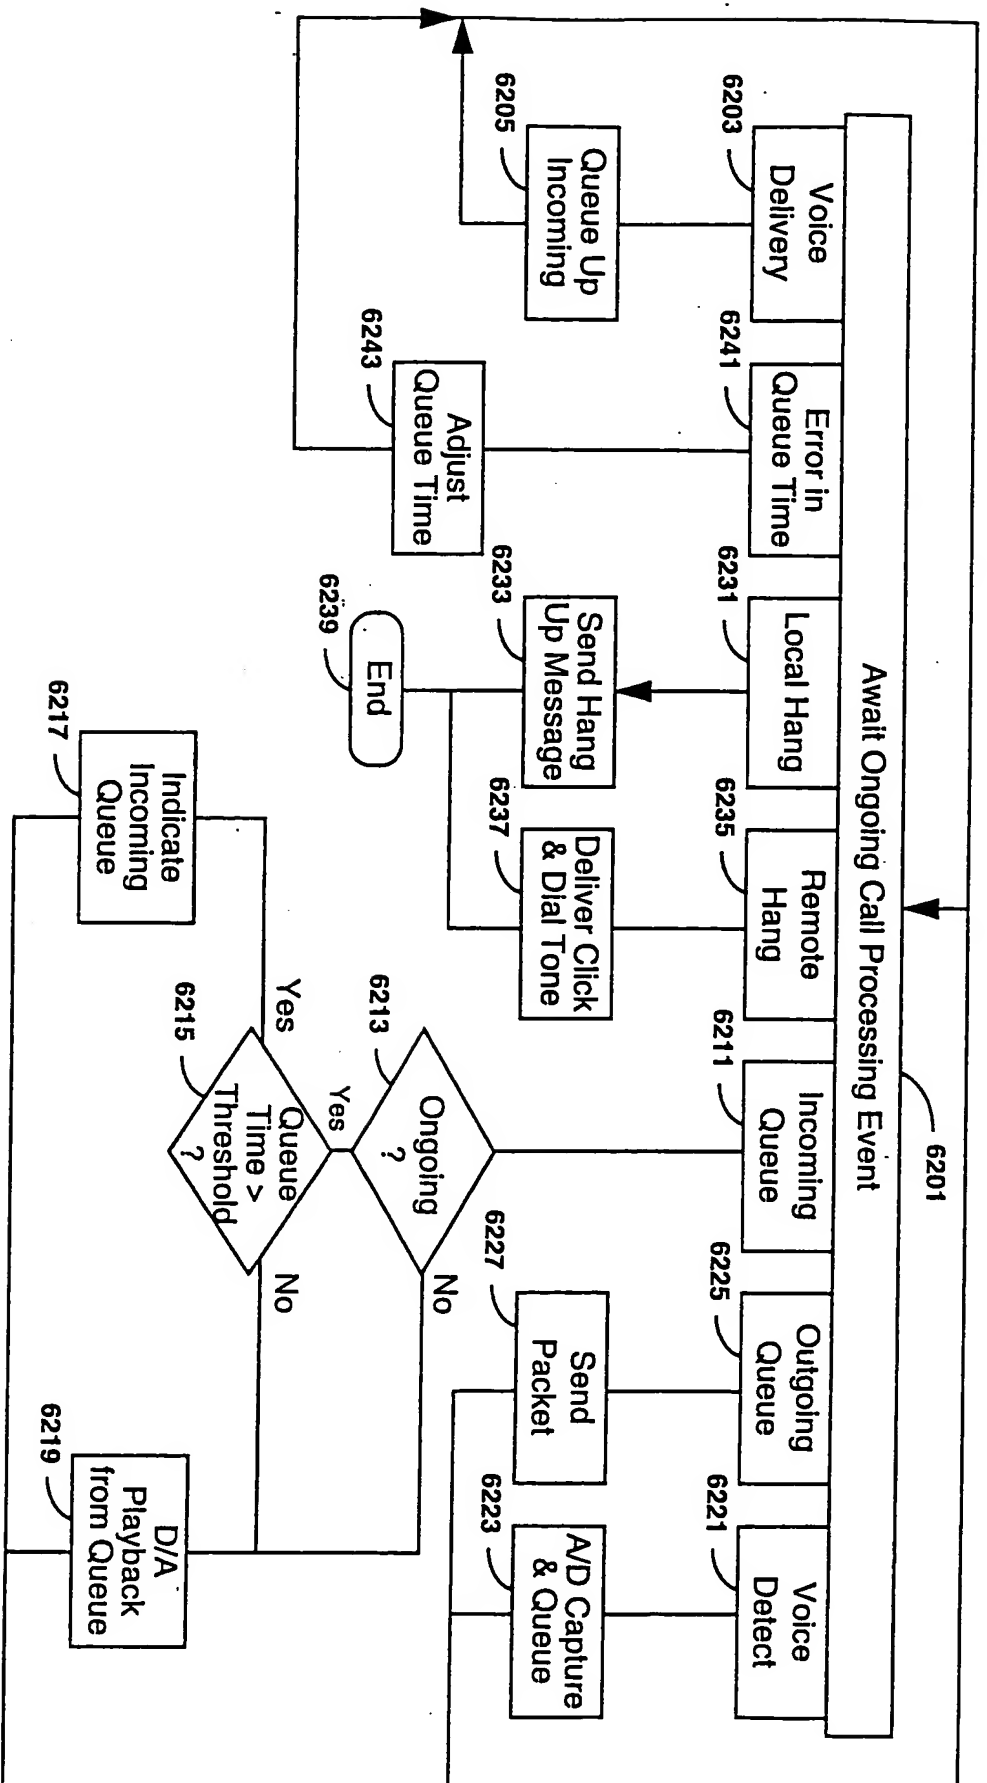 6201
Await Ongoing Call Processing Event
6203
Voice
Delivery
6241
Error in
Queue Time
6231
Local Hang
6235
Remote
Hang
6211
Incoming
Queue
6225
Outgoing
Queue
6221
Voice
Detect
6205
Queue Up
Incoming
6243
Adjust
Queue Time
6233
Send Hang
Up Message
6237
Deliver Click
& Dial Tone
6227
Send
Packet
6223
A/D Capture
& Queue
6239
End
6213
Ongoing
?
No
Yes
6215
Queue
Time >
Threshold
?
Yes
No
6217
Indicate
Incoming
Queue
6219
D/A
Playback
from Queue